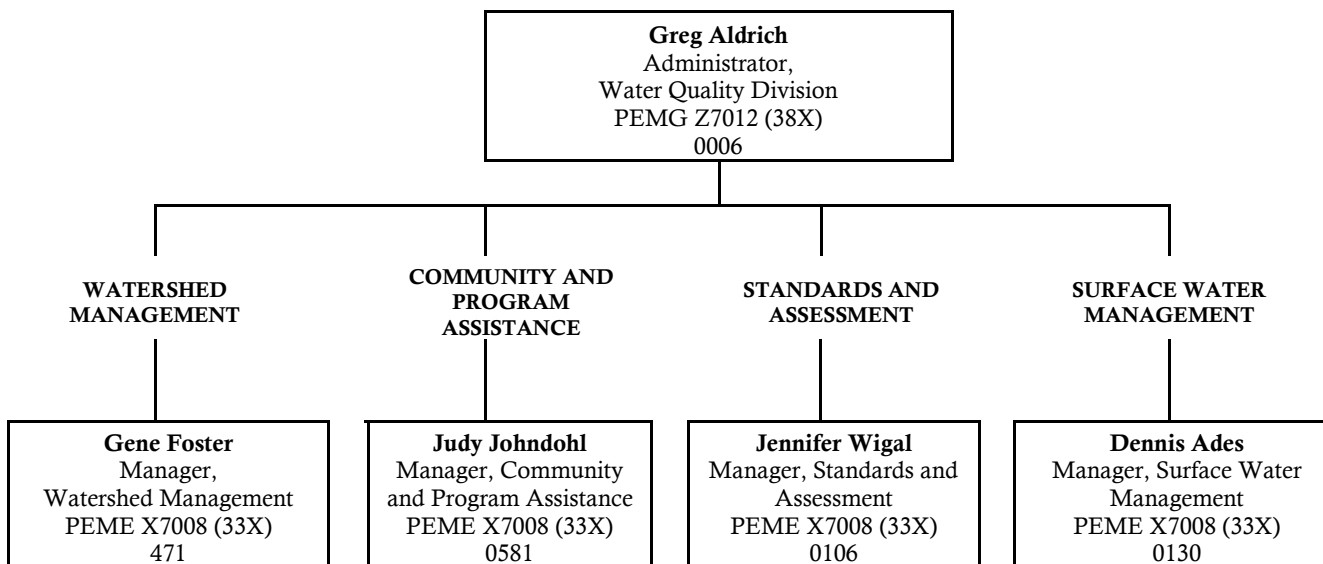 Greg Aldrich
Administrator,
Water Quality Division
PEMG Z7012 (38X)
0006
WATERSHED
MANAGEMENT
COMMUNITY AND
PROGRAM
ASSISTANCE
STANDARDS AND
ASSESSMENT
SURFACE WATER
MANAGEMENT
Gene Foster
Manager,
Watershed Management
PEME X7008 (33X)
471
Judy Johndohl
Manager, Community
and Program Assistance
PEME X7008 (33X)
0581
Jennifer Wigal
Manager, Standards and
Assessment
PEME X7008 (33X)
0106
Dennis Ades
Manager, Surface Water
Management
PEME X7008 (33X)
0130